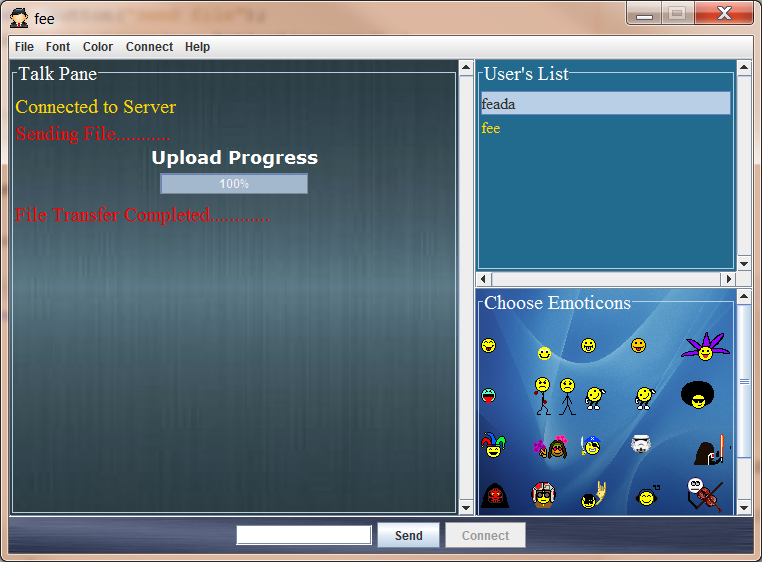 fee
File Font Color Connect Help
Talk Pane
Connected to Server
Sending File...........
Upload Progress
100%
File Transfer Completed............
User's List
feada
fee
Choose Emoticons
Send Connect